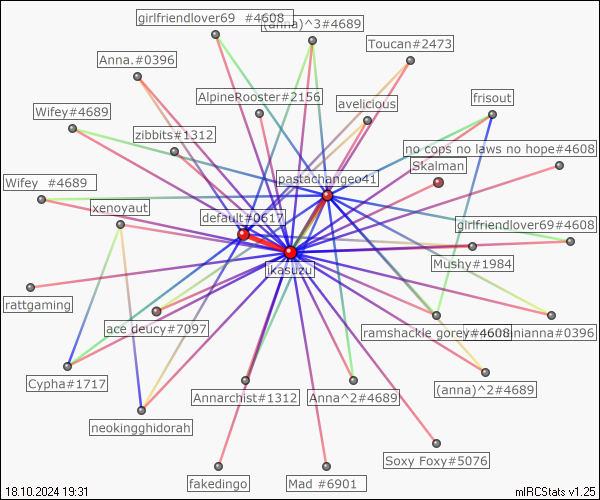 girlfriendlover69 #4608
(anna)^3#4689
Toucan#2473
Anna.#0396
AlpineRooster#2156
avelicious
frisout
Wifey#4689
zibbits#1312
no cops no laws no hope#4608
Skalman
pastachangeo41
Wifey #4689
xenoyaut
default#0617
girlfriendlover69#4608
ikasuzu
Mushy#1984
rattgaming
ace deucy#7097
ramshackle gorey#4608
inianna#0396
Cypha#1717
Annarchist#1312
Anna^2#4689
(anna)^2#4689
neokingghidorah
Soxy Foxy#5076
fakedingo
Mad #6901
18.10.2024 19:31
mIRCStats v1.25